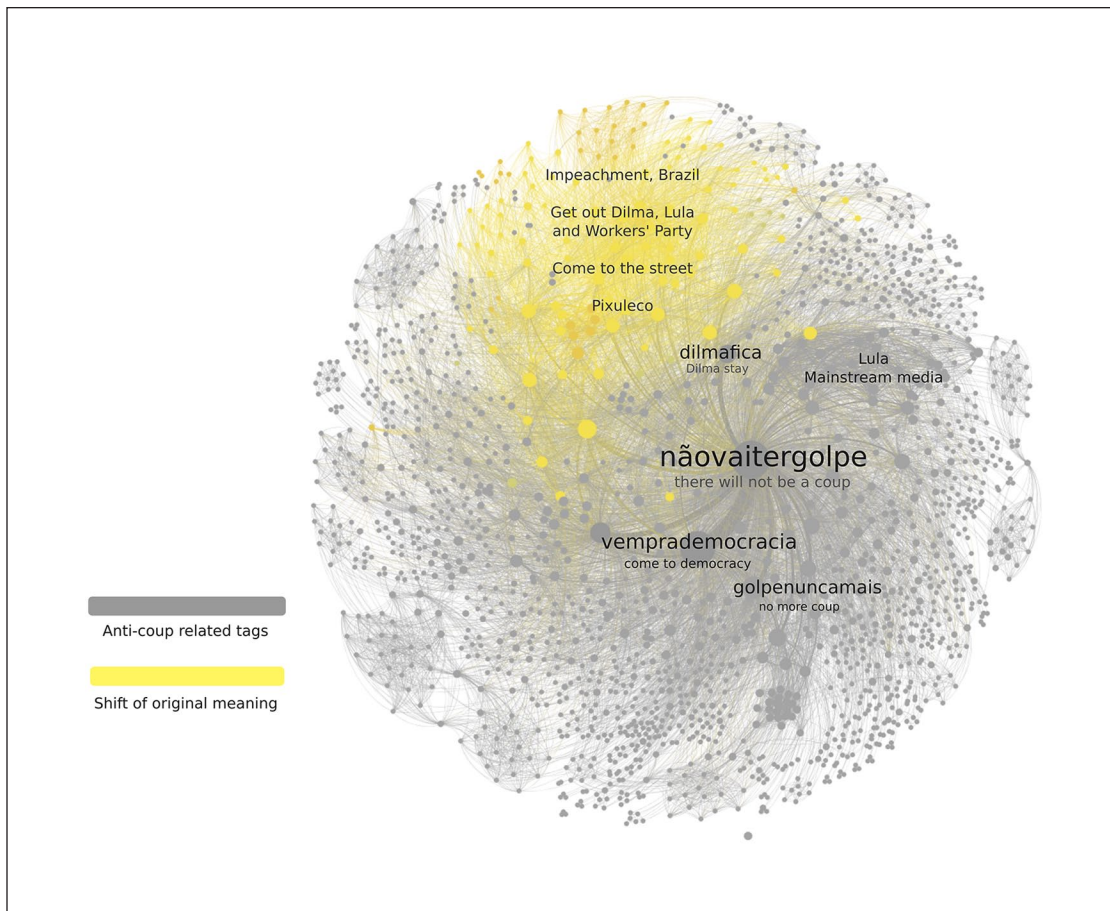 Impeachment, Brazil
Get out Dilma, Lula
and Workers' Party
Come to the street
Pixuleco
dilmafica
Dilma stay
Lula
Mainstream media
nãovaitergolpe
there will not be a coup
vemprademocracia
come to democracy
golpenuncamais
no more coup
Anti-coup related tags
Shift of original meaning